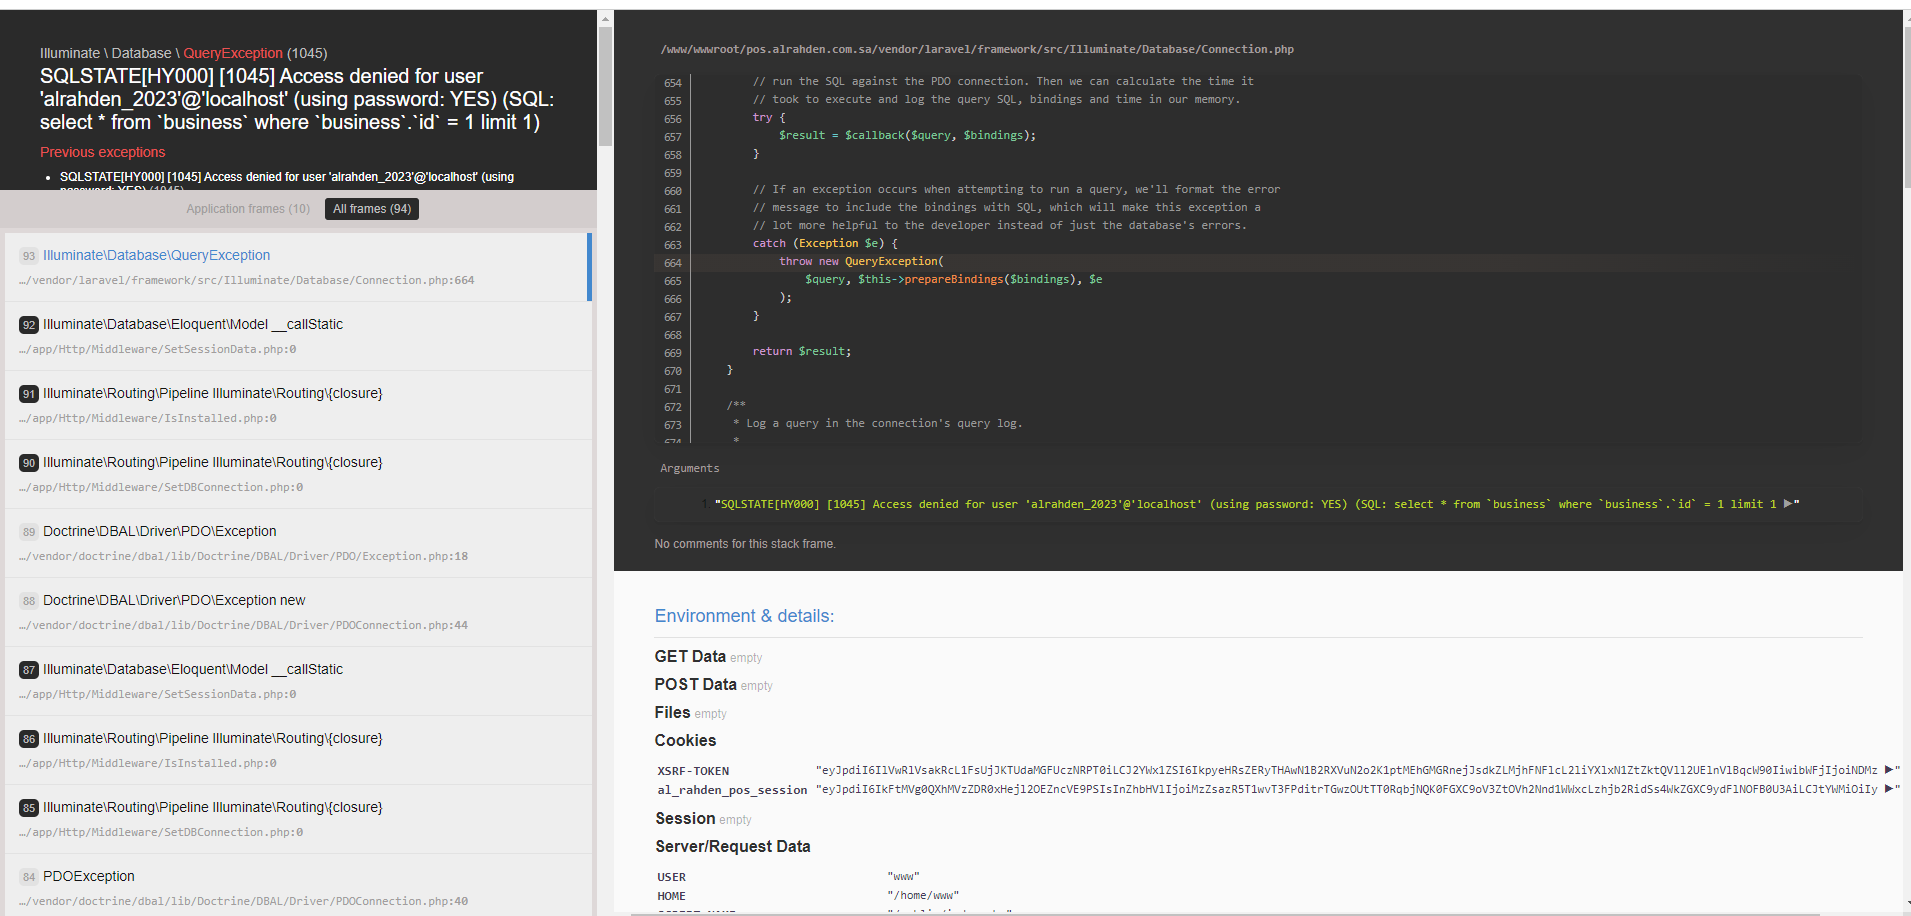 Illuminate \ Database \ QueryException (1045)
SQLSTATE[HY000] [1045] Access denied for user
'alrahden_2023'@'localhost' (using password: YES) (SQL:
select * from `business` where `business`.`id` = 1 limit 1)
Previous exceptions
• SQLSTATE[HY000] [1045] Access denied for user 'alrahden_2023'@'localhost' (using
password: YES) (1045)
Application frames (10) All frames (94)
93 Illuminate\Database\QueryException
…/vendor/laravel/framework/src/Illuminate/Database/Connection.php:664
92 Illuminate\Database\Eloquent\Model __callStatic
…/app/Http/Middleware/SetSessionData.php:0
91 Illuminate\Routing\Pipeline Illuminate\Routing\{closure}
…/app/Http/Middleware/IsInstalled.php:0
90 Illuminate\Routing\Pipeline Illuminate\Routing\{closure}
…/app/Http/Middleware/SetDBConnection.php:0
89 Doctrine\DBAL\Driver\PDO\Exception
…/vendor/doctrine/dbal/lib/Doctrine/DBAL/Driver/PDO/Exception.php:18
88 Doctrine\DBAL\Driver\PDO\Exception new
…/vendor/doctrine/dbal/lib/Doctrine/DBAL/Driver/PDOConnection.php:44
87 Illuminate\Database\Eloquent\Model __callStatic
…/app/Http/Middleware/SetSessionData.php:0
86 Illuminate\Routing\Pipeline Illuminate\Routing\{closure}
…/app/Http/Middleware/IsInstalled.php:0
85 Illuminate\Routing\Pipeline Illuminate\Routing\{closure}
…/app/Http/Middleware/SetDBConnection.php:0
84 PDOException
…/vendor/doctrine/dbal/lib/Doctrine/DBAL/Driver/PDOConnection.php:40
/www/wwwroot/pos.alrahden.com.sa/vendor/laravel/framework/src/Illuminate/Database/Connection.php
654 // run the SQL against the PDO connection. Then we can calculate the time it
655 // took to execute and log the query SQL, bindings and time in our memory.
656 try {
657 $result = $callback($query, $bindings);
658 }
659
660 // If an exception occurs when attempting to run a query, we'll format the error
661 // message to include the bindings with SQL, which will make this exception a
662 // lot more helpful to the developer instead of just the database's errors.
663 catch (Exception $e) {
664 throw new QueryException(
665 $query, $this->prepareBindings($bindings), $e
666 );
667 }
668
669 return $result;
670 }
671
672 /**
673 * Log a query in the connection's query log.
674 *
Arguments
1. "SQLSTATE[HY000] [1045] Access denied for user 'alrahden_2023'@'localhost' (using password: YES) (SQL: select * from `business` where `business`.`id` = 1 limit 1 ▶"
No comments for this stack frame.
Environment & details:
GET Data empty
POST Data empty
Files empty
Cookies
XSRF-TOKEN
al_rahden_pos_session
Session empty
Server/Request Data
USER "www"
HOME "/home/www"